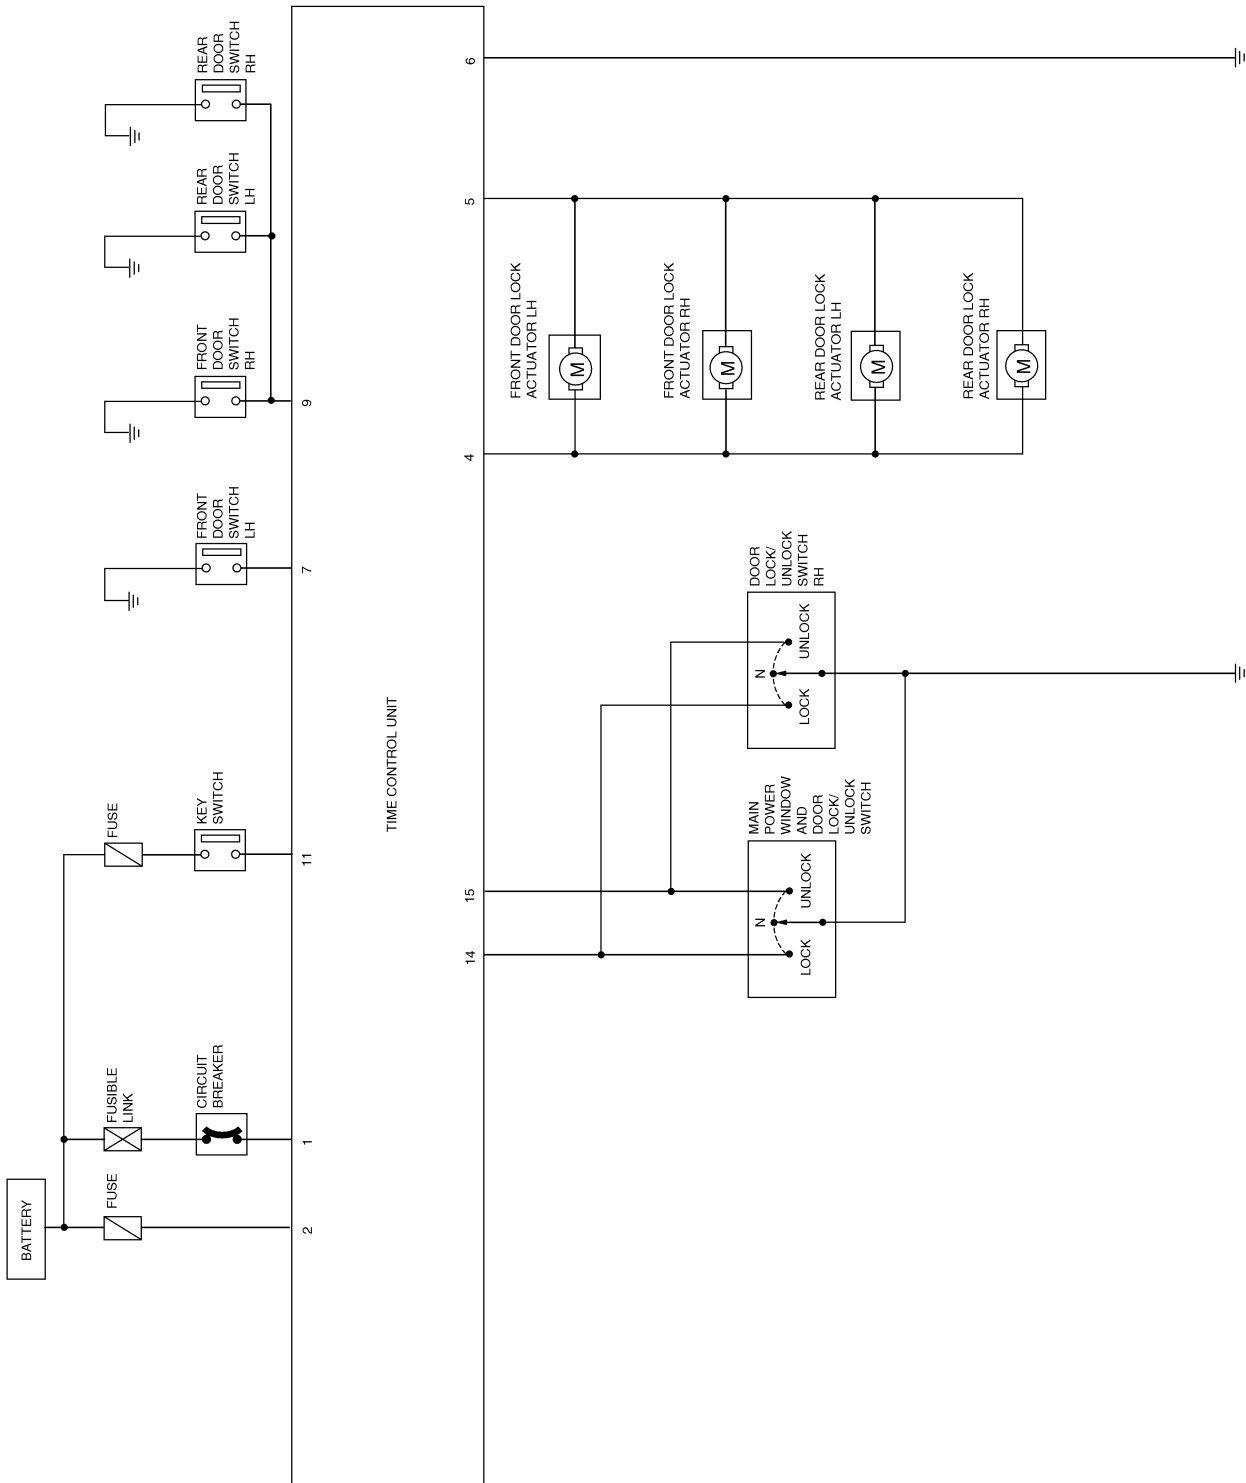 BATTERY
FUSE
FUSIBLE
LINK
FUSE
CIRCUIT
BREAKER
KEY
SWITCH
FRONT
DOOR
SWITCH
LH
FRONT
DOOR
SWITCH
RH
REAR
DOOR
SWITCH
LH
REAR
DOOR
SWITCH
RH
2
1
11
7
9
TIME CONTROL UNIT
14
15
4
5
6
FRONT DOOR LOCK
ACTUATOR LH
M
FRONT DOOR LOCK
ACTUATOR RH
M
REAR DOOR LOCK
ACTUATOR LH
M
REAR DOOR LOCK
ACTUATOR RH
M
MAIN
POWER
WINDOW
AND
DOOR
LOCK/
UNLOCK
SWITCH
N
LOCK
UNLOCK
DOOR
LOCK/
UNLOCK
SWITCH
RH
N
LOCK
UNLOCK